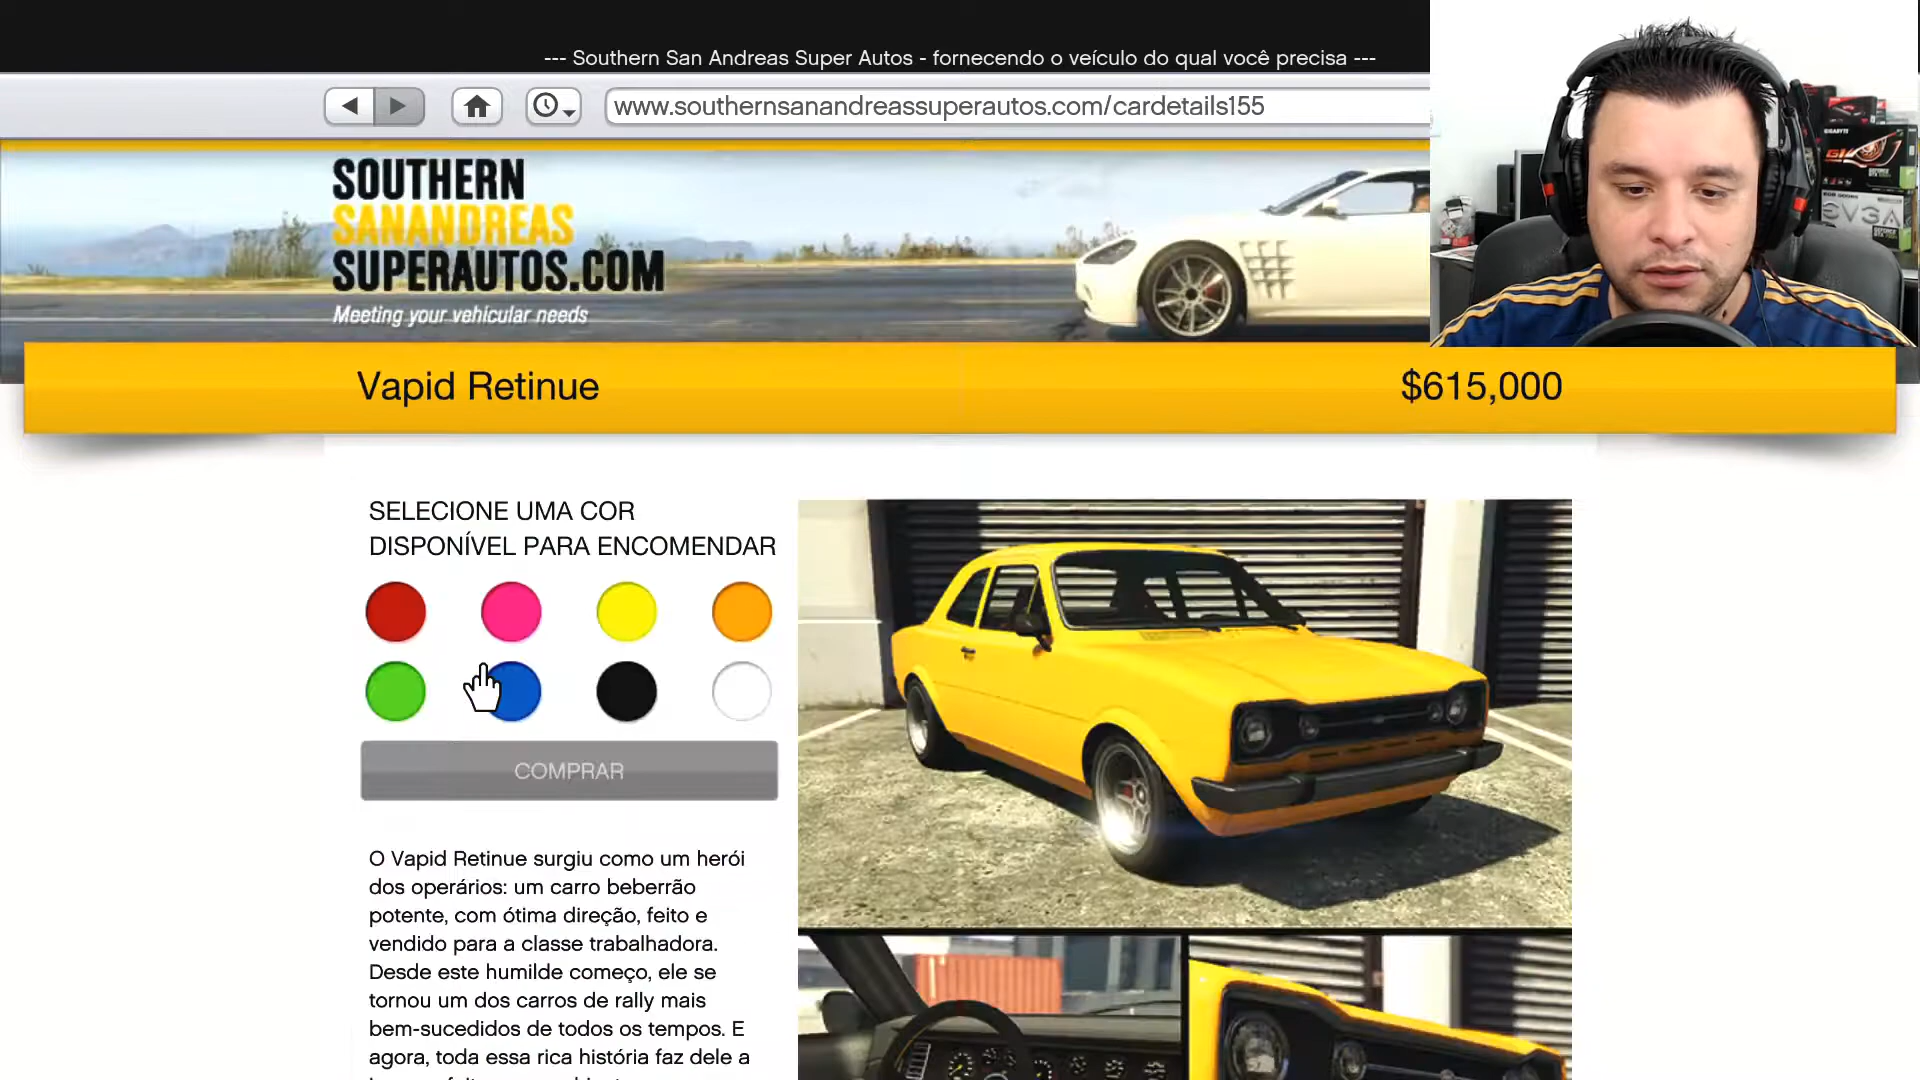 --- Southern San Andreas Super Autos - fornecendo o veículo do qual você precisa ---
www.southernsanandreassuperautos.com/cardetails155
SOUTHERN
SANANDREAS
SUPERAUTOS.COM
Meeting your vehicular needs
GIGABYTE
EVGA
Vapid Retinue
$615,000
SELECIONE UMA COR
DISPONÍVEL PARA ENCOMENDAR
COMPRAR
O Vapid Retinue surgiu como um herói
dos operários: um carro beberrão
potente, com ótima direção, feito e
vendido para a classe trabalhadora.
Desde este humilde começo, ele se
tornou um dos carros de rally mais
bem-sucedidos de todos os tempos. E
agora, toda essa rica história faz dele a